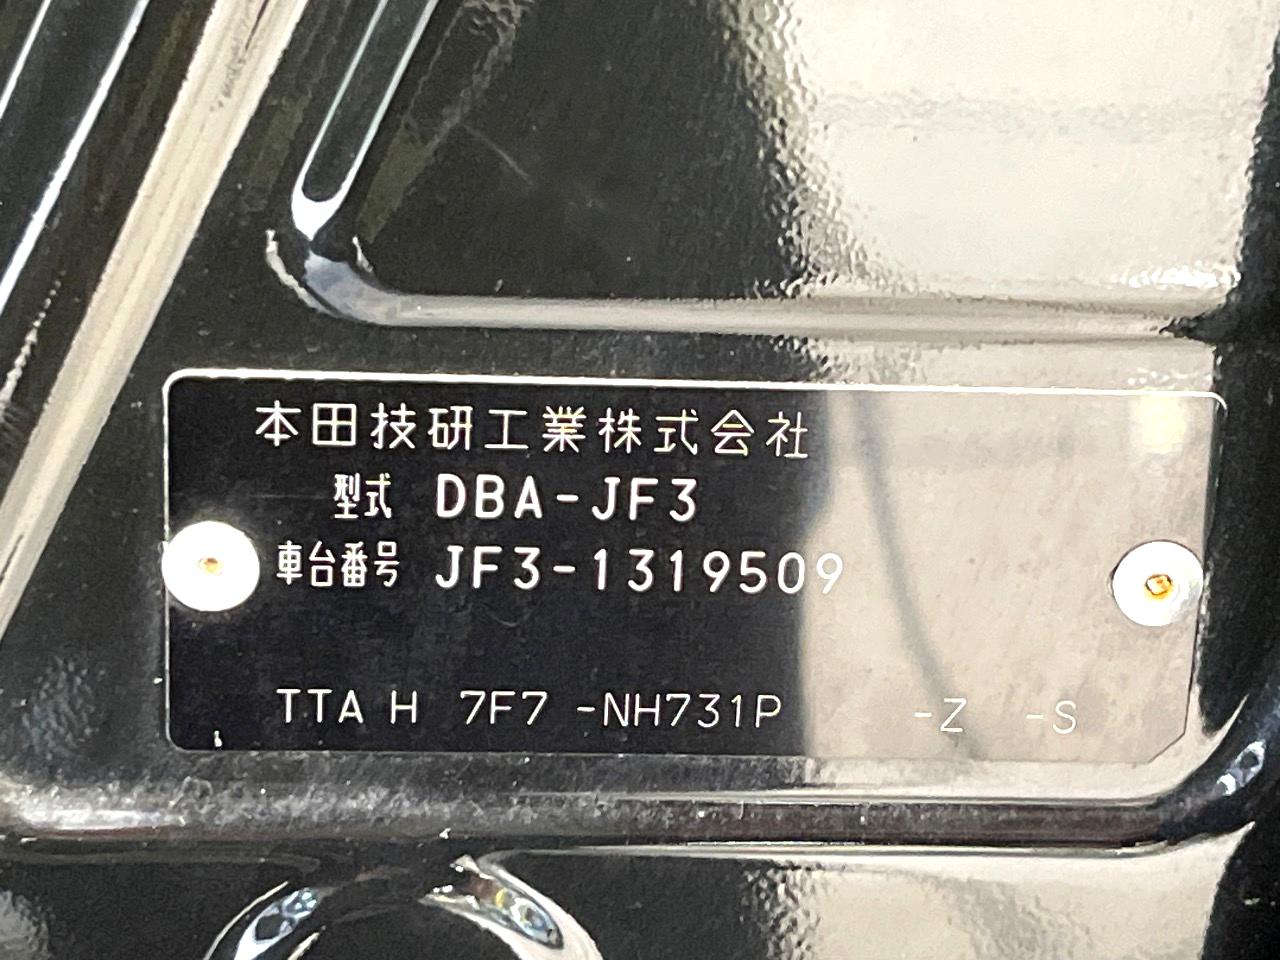 本田技研工業株式会社
型式 DBA-JF3
車台番号 JF3-1319509
TTA H 7F7 -NH731P -Z -S